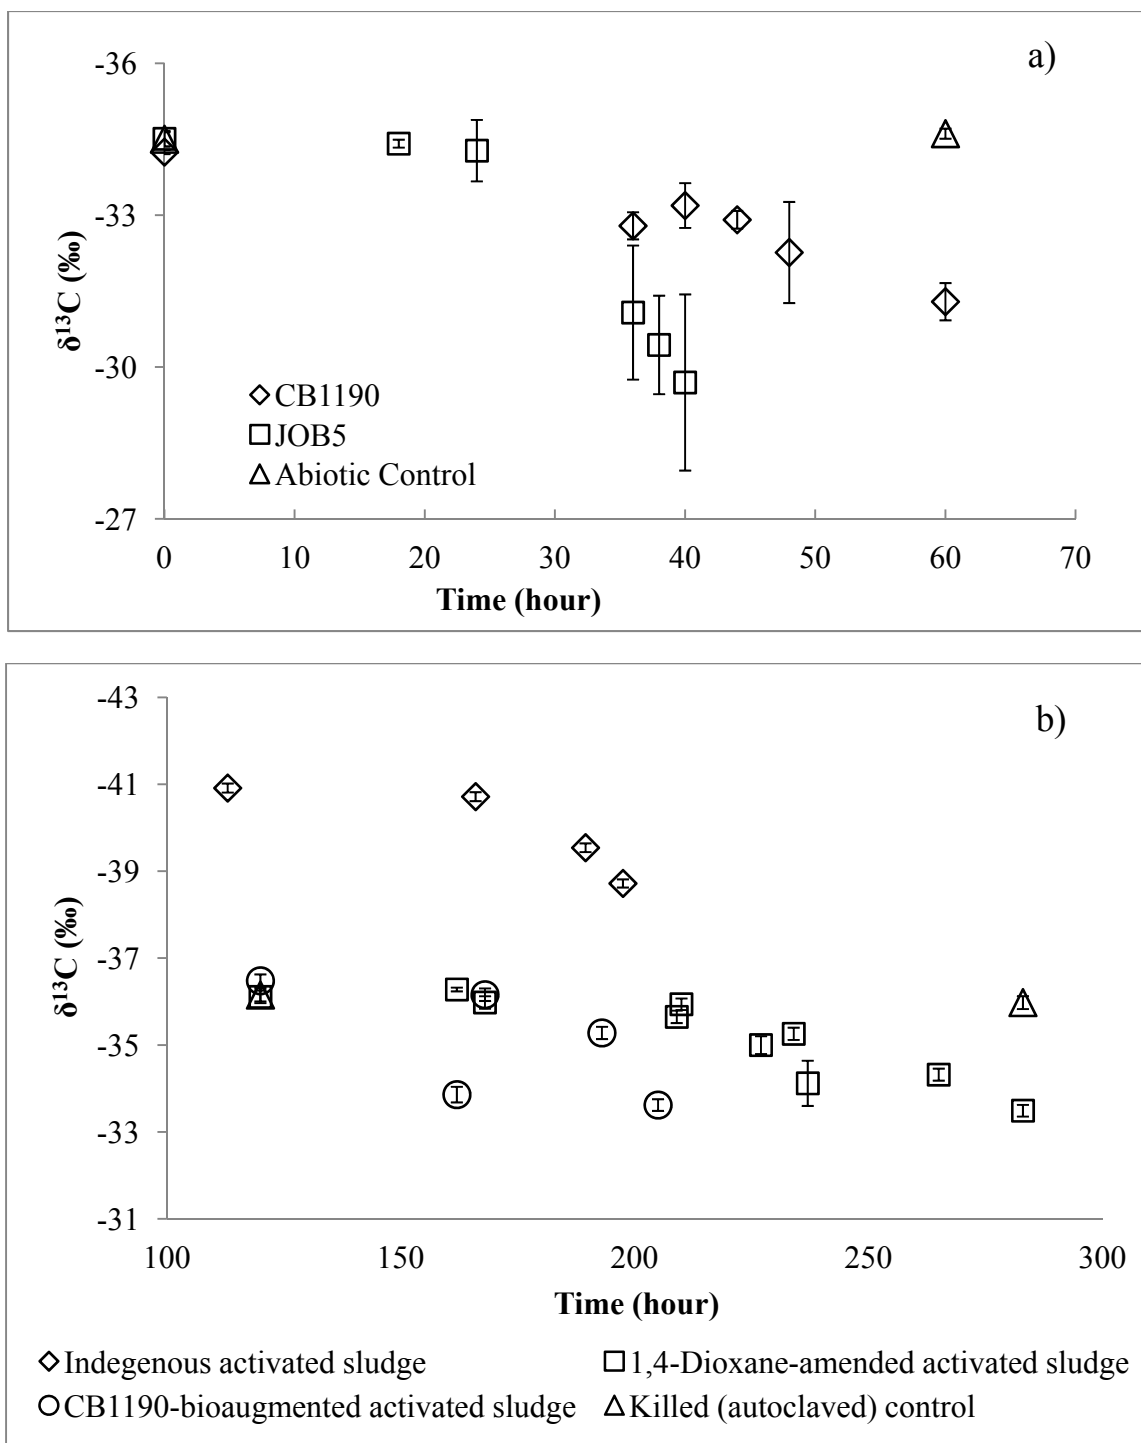 a)
-36
-33
-30
-27
δ¹³C (‰)
CB1190
JOB5
Abiotic Control
0 10 20 30 40 50 60 70
Time (hour)
b)
-43
-41
-39
-37
-35
-33
-31
δ¹³C (‰)
100 150 200 250 300
Time (hour)
Indegenous activated sludge 1,4-Dioxane-amended activated sludge
CB1190-bioaugmented activated sludge Killed (autoclaved) control